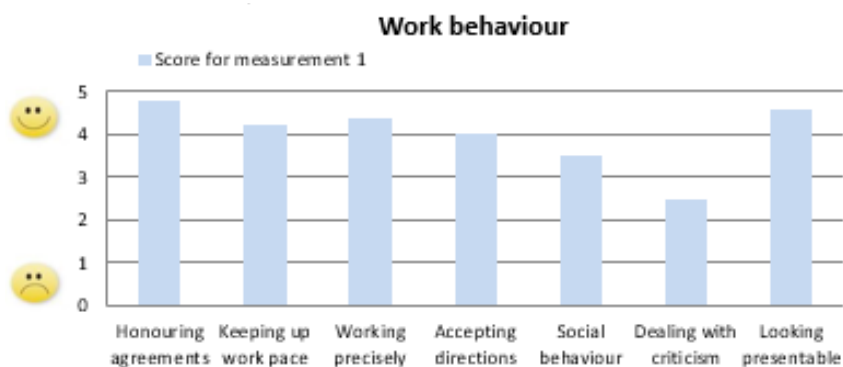 Work behaviour
Score for measurement 1
5
4
3
2
1
0
Honouring agreements
Keeping up work pace
Working precisely
Accepting directions
Social behaviour
Dealing with criticism
Looking presentable